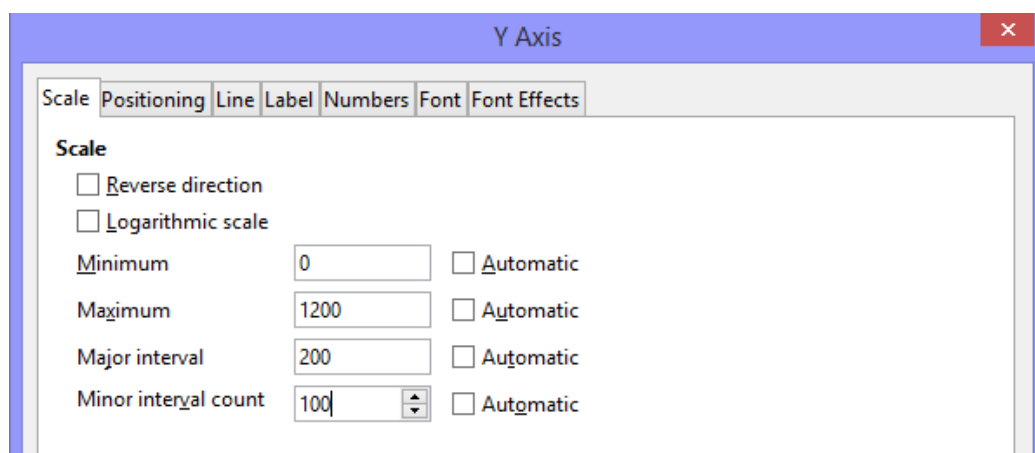 Y Axis
Scale Positioning Line Label Numbers Font Font Effects
Scale
Reverse direction
Logarithmic scale
Minimum 0 Automatic
Maximum 1200 Automatic
Major interval 200 Automatic
Minor interval count 100 Automatic